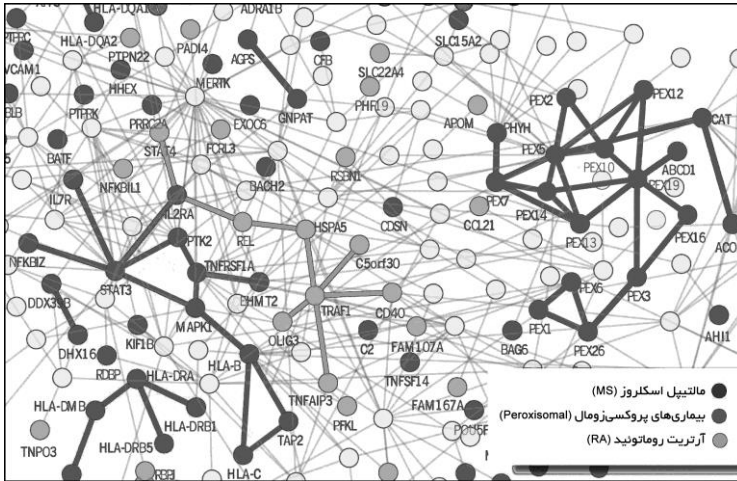 HLA-DQA1
ADRA1B
PTPRC
HLA-DQA2
PADI4
AGPS
CFB
SLC15A2
VCAM1
PTPN22
MERTK
SLC22A4
HHEX
PEX2
PEX12
PTPRK
EXOC6
GNPAT
PHF19
PRRC2A
APOM
PHYH
CAT
FCRL3
PEX5
BATF
STAT4
PEX10
ABCD1
NFKBIL1
BACH2
RSBN1
PEX19
IL7R
PEX7
IL2RA
CDSN
CCL21
PEX14
REL
HSPA5
PEX13
PEX16
NFKBIZ
PTK2
TNFRSF1A
C5orf30
ACO
STAT3
DDX39B
BHMT2
TRAF1
PEX6
PEX3
MAPK1
CD40
PEX1
DHX16
KIF1B
OLIG3
C2
FAM107A
PEX26
BAG6
AHI1
RDBP
HLA-DRA
HLA-B
TNFSF14
HLA-DMB
TNFAIP3
FAM167A
HLA-DRB1
PFKL
TAP2
TNPO3
HLA-DRB5
HLA-C
مالتیپل اسکلروز (MS)
بیماری‌های پروکسی‌زومال (Peroxisomal)
آرتریت روماتوئید (RA)